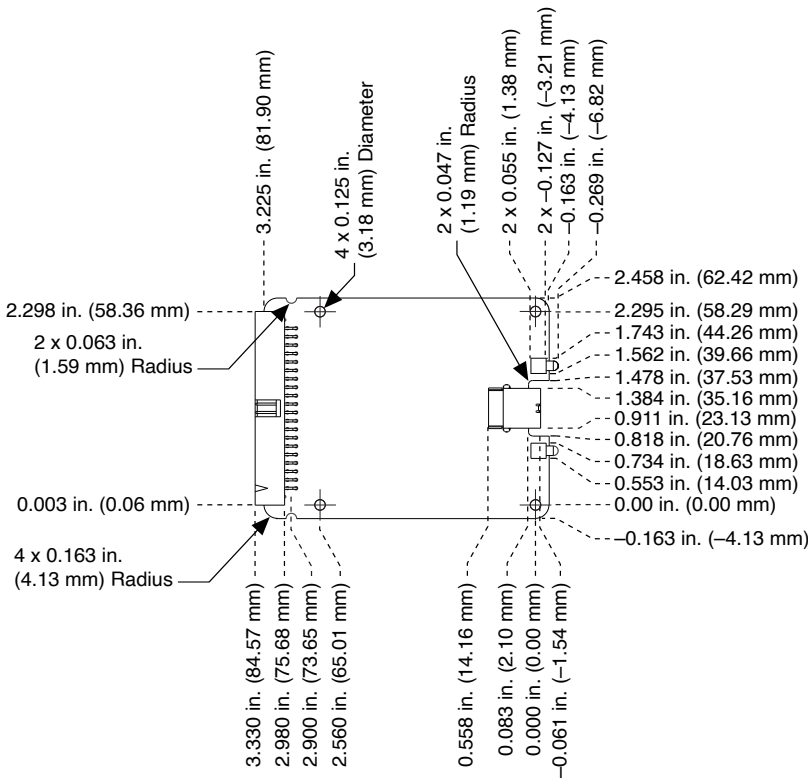 3.225 in. (81.90 mm)
4 x 0.125 in.
(3.18 mm) Diameter
2 x 0.047 in.
(1.19 mm) Radius
2 x 0.055 in. (1.38 mm)
2 x –0.127 in. (–3.21 mm)
–0.163 in. (–4.13 mm)
–0.269 in. (–6.82 mm)
2.298 in. (58.36 mm)
2 x 0.063 in.
(1.59 mm) Radius
0.003 in. (0.06 mm)
4 x 0.163 in.
(4.13 mm) Radius
2.458 in. (62.42 mm)
2.295 in. (58.29 mm)
1.743 in. (44.26 mm)
1.562 in. (39.66 mm)
1.478 in. (37.53 mm)
1.384 in. (35.16 mm)
0.911 in. (23.13 mm)
0.818 in. (20.76 mm)
0.734 in. (18.63 mm)
0.553 in. (14.03 mm)
0.00 in. (0.00 mm)
–0.163 in. (–4.13 mm)
3.330 in. (84.57 mm)
2.980 in. (75.68 mm)
2.900 in. (73.65 mm)
2.560 in. (65.01 mm)
0.558 in. (14.16 mm)
0.083 in. (2.10 mm)
0.000 in. (0.00 mm)
–0.061 in. (–1.54 mm)